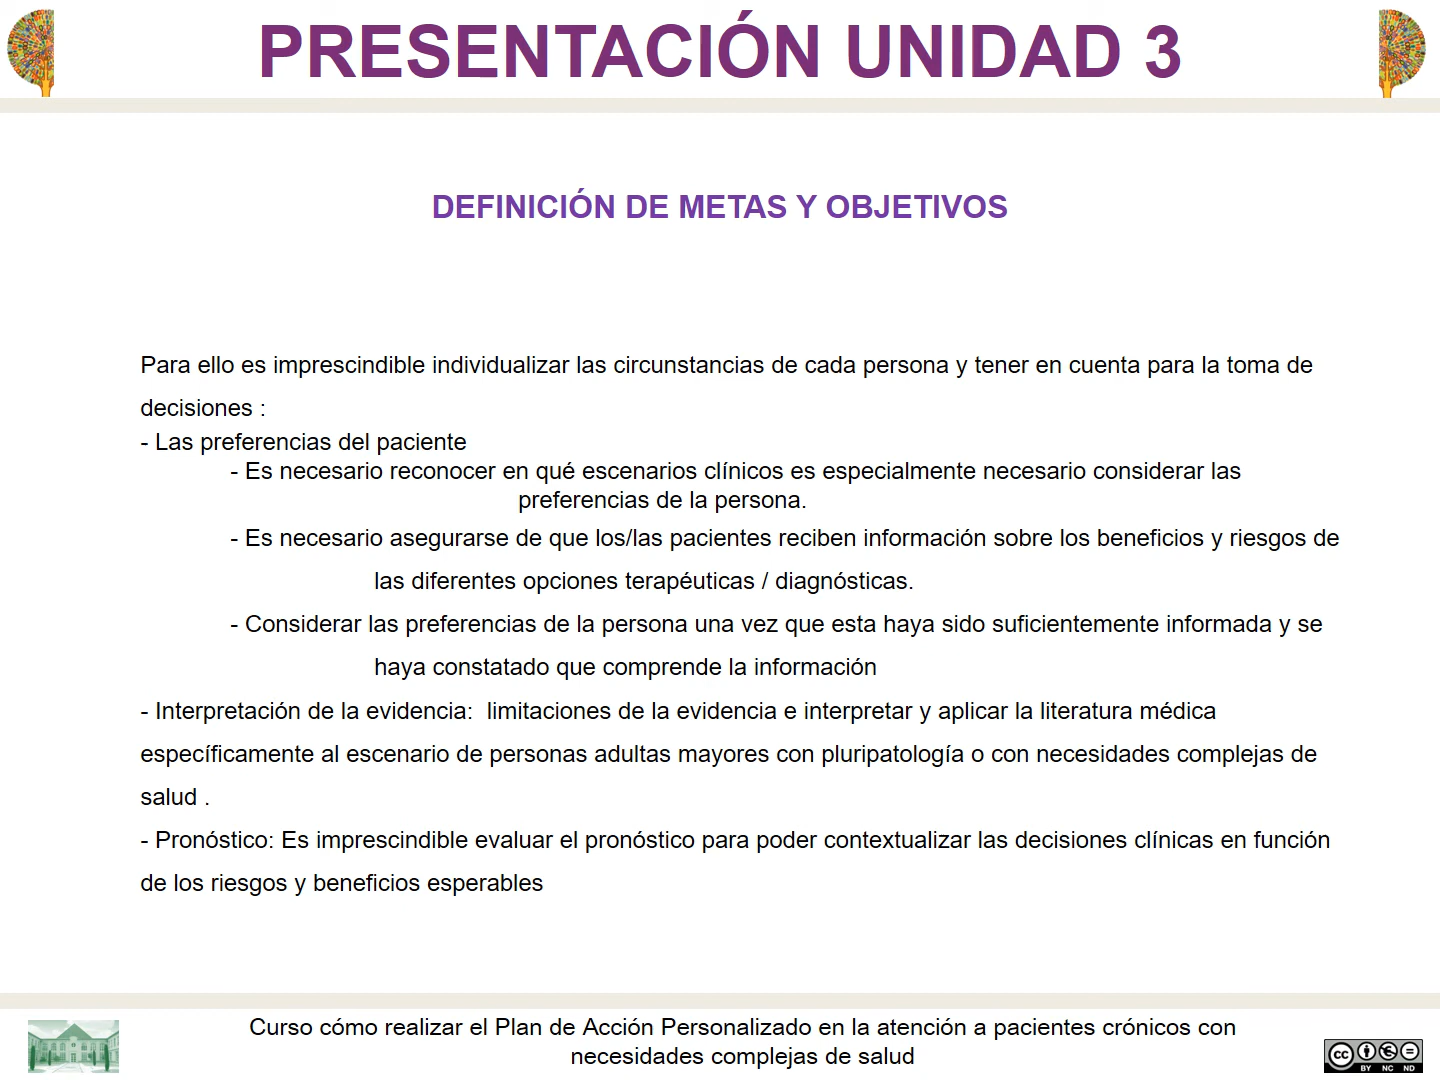 PRESENTACIÓN UNIDAD 3
DEFINICIÓN DE METAS Y OBJETIVOS
Para ello es imprescindible individualizar las circunstancias de cada persona y tener en cuenta para la toma de
decisiones :
- Las preferencias del paciente
- Es necesario reconocer en qué escenarios clínicos es especialmente necesario considerar las
preferencias de la persona.
- Es necesario asegurarse de que los/las pacientes reciben información sobre los beneficios y riesgos de
las diferentes opciones terapéuticas / diagnósticas.
- Considerar las preferencias de la persona una vez que esta haya sido suficientemente informada y se
haya constatado que comprende la información
- Interpretación de la evidencia:  limitaciones de la evidencia e interpretar y aplicar la literatura médica
específicamente al escenario de personas adultas mayores con pluripatología o con necesidades complejas de
salud .
- Pronóstico: Es imprescindible evaluar el pronóstico para poder contextualizar las decisiones clínicas en función
de los riesgos y beneficios esperables
Curso cómo realizar el Plan de Acción Personalizado en la atención a pacientes crónicos con
necesidades complejas de salud
cc
BY NC ND